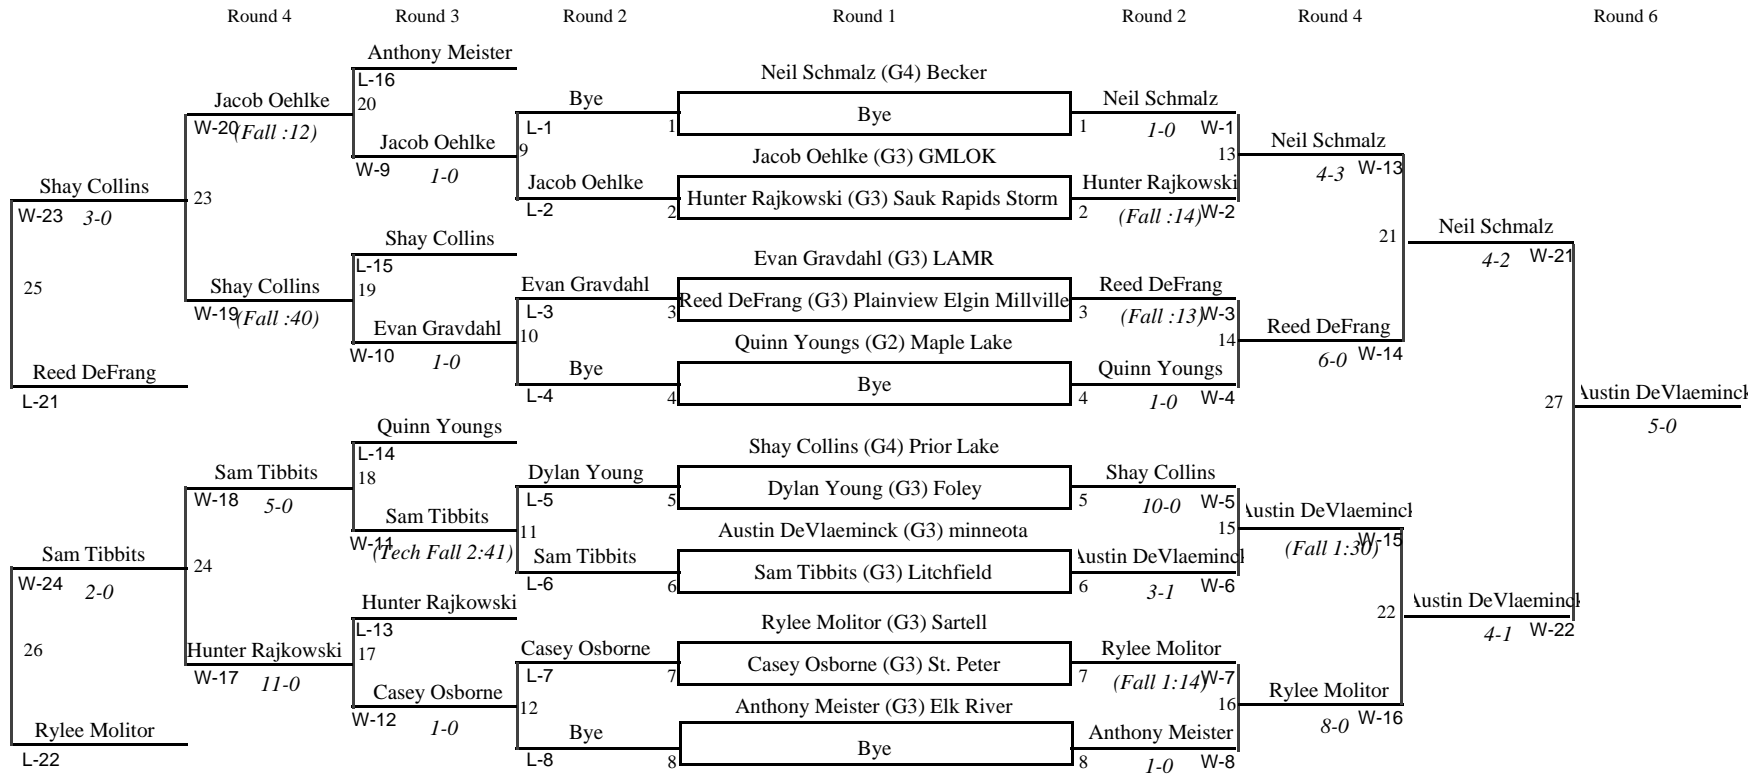 Round 4 Round 3 Round 2 Round 1 Round 2 Round 4 Round 6
Anthony Meister
L-16
20
Jacob Oehlke
W-20 (Fall :12)
Jacob Oehlke
W-9 1-0
Shay Collins
W-23 3-0
23
Shay Collins
L-15
19
Shay Collins
W-19 (Fall :40)
Evan Gravdahl
W-10 1-0
25
Reed DeFrang
L-21
Quinn Youngs
L-14
18
Sam Tibbits
W-18 5-0
Sam Tibbits
W-11 (Tech Fall 2:41)
Sam Tibbits
W-24 2-0
24
Hunter Rajkowski
L-13
17
Hunter Rajkowski
W-17 11-0
Casey Osborne
W-12 1-0
26
Rylee Molitor
L-22
Bye
L-1 1
9
Jacob Oehlke
L-2 2
Evan Gravdahl
L-3 3
10
Bye
L-4 4
Dylan Young
L-5 5
11
Sam Tibbits
L-6 6
Casey Osborne
L-7 7
12
Bye
L-8 8
Neil Schmalz (G4) Becker
Bye
Jacob Oehlke (G3) GMLOK
Hunter Rajkowski (G3) Sauk Rapids Storm
Evan Gravdahl (G3) LAMR
Reed DeFrang (G3) Plainview Elgin Millville
Quinn Youngs (G2) Maple Lake
Bye
Shay Collins (G4) Prior Lake
Dylan Young (G3) Foley
Austin DeVlaeminck (G3) minneota
Sam Tibbits (G3) Litchfield
Rylee Molitor (G3) Sartell
Casey Osborne (G3) St. Peter
Anthony Meister (G3) Elk River
Bye
Neil Schmalz
1 1-0 W-1
13
Hunter Rajkowski
2 (Fall :14) W-2
Reed DeFrang
3 (Fall :13) W-3
14
Quinn Youngs
4 1-0 W-4
Shay Collins
5 10-0 W-5
15
Austin DeVlaeminck
6 3-1 W-6
Rylee Molitor
7 (Fall 1:14) W-7
16
Anthony Meister
8 1-0 W-8
Neil Schmalz
4-3 W-13
21
Reed DeFrang
6-0 W-14
Austin DeVlaeminck
(Fall 1:30) W-15
22
Rylee Molitor
8-0 W-16
Neil Schmalz
4-2 W-21
27
Austin DeVlaeminck
4-1 W-22
Austin DeVlaeminck
5-0